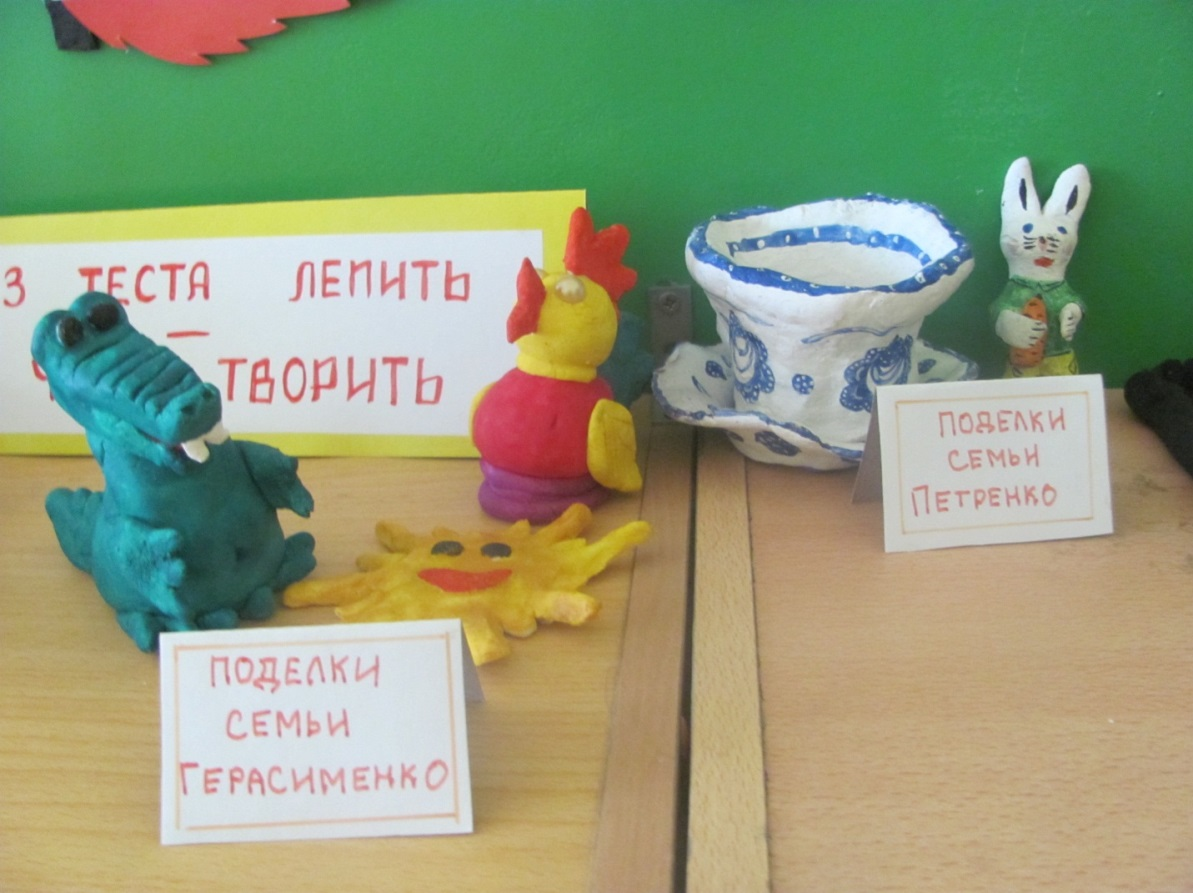 З ТЕСТА ЛЕПИТЬ
–
ТВОРИТЬ
ПОДЕЛКИ
СЕМЬИ
ПЕТРЕНКО
ПОДЕЛКИ
СЕМЬИ
ГЕРАСИМЕНКО